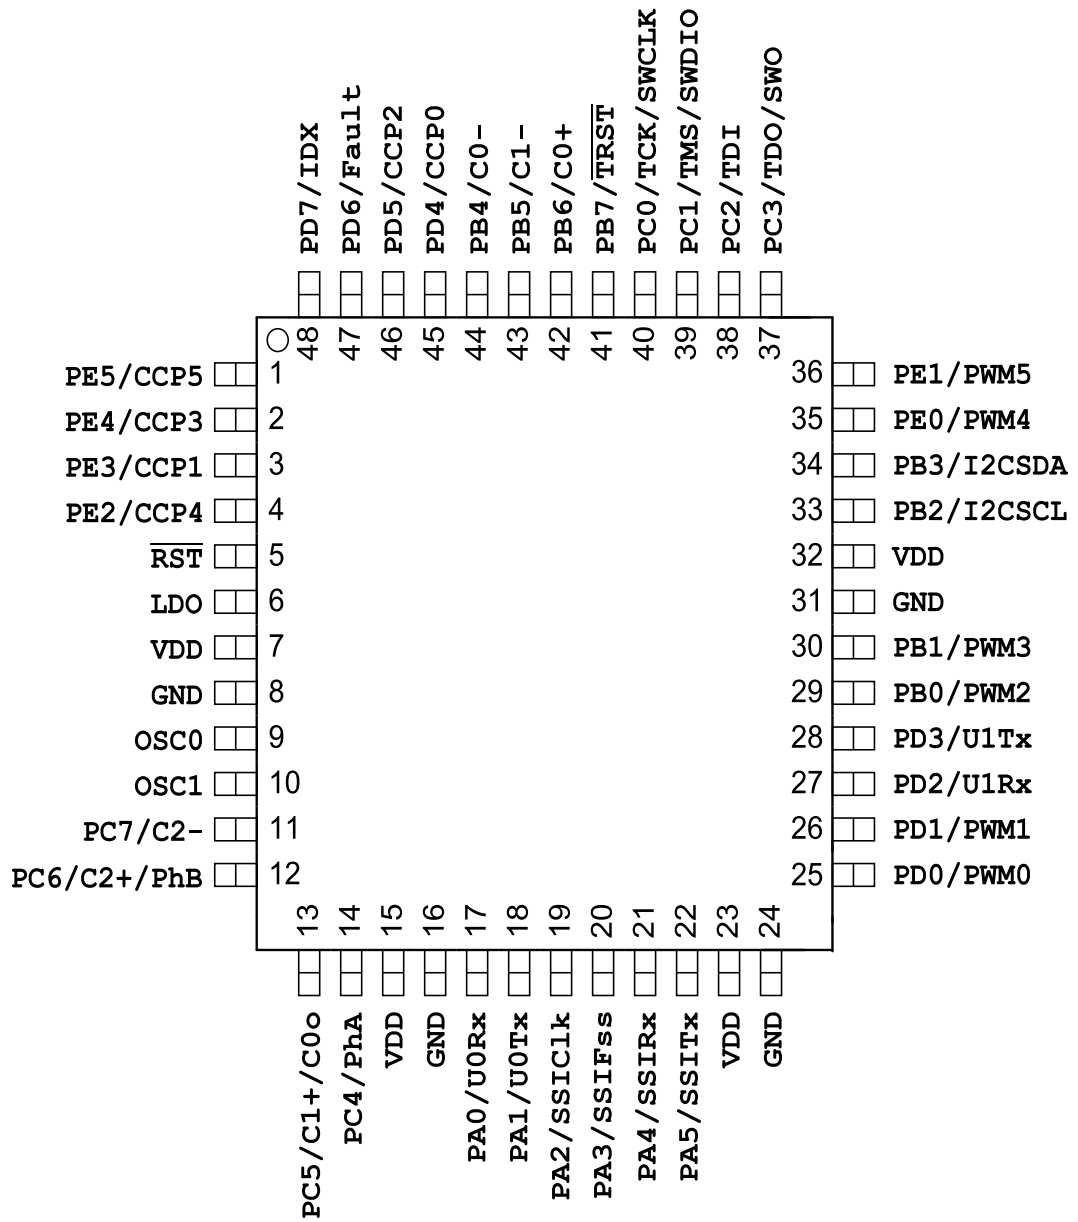 PD7/IDX
PD6/Fault
PD5/CCP2
PD4/CCP0
PB4/C0-
PB5/C1-
PB6/C0+
PB7/TRST
PC0/TCK/SWCLK
PC1/TMS/SWDIO
PC2/TDI
PC3/TDO/SWO
48
47
46
45
44
43
42
41
40
39
38
37
PE5/CCP5 1
PE4/CCP3 2
PE3/CCP1 3
PE2/CCP4 4
RST 5
LDO 6
VDD 7
GND 8
OSC0 9
OSC1 10
PC7/C2- 11
PC6/C2+/PhB 12
36 PE1/PWM5
35 PE0/PWM4
34 PB3/I2CSDA
33 PB2/I2CSCL
32 VDD
31 GND
30 PB1/PWM3
29 PB0/PWM2
28 PD3/U1Tx
27 PD2/U1Rx
26 PD1/PWM1
25 PD0/PWM0
13
14
15
16
17
18
19
20
21
22
23
24
PC5/C1+/C0o
PC4/PhA
VDD
GND
PA0/U0Rx
PA1/U0Tx
PA2/SSIClk
PA3/SSIFss
PA4/SSIRx
PA5/SSITx
VDD
GND